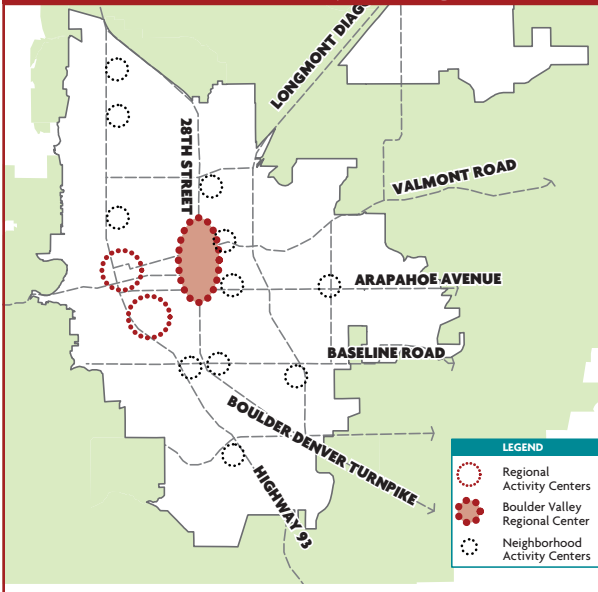 LONGMONT DIAG
28TH STREET
VALMONT ROAD
ARAPAHOE AVENUE
BASELINE ROAD
BOULDER DENVER TURNPIKE
HIGHWAY 93
LEGEND
Regional
Activity Centers
Boulder Valley
Regional Center
Neighborhood
Activity Centers